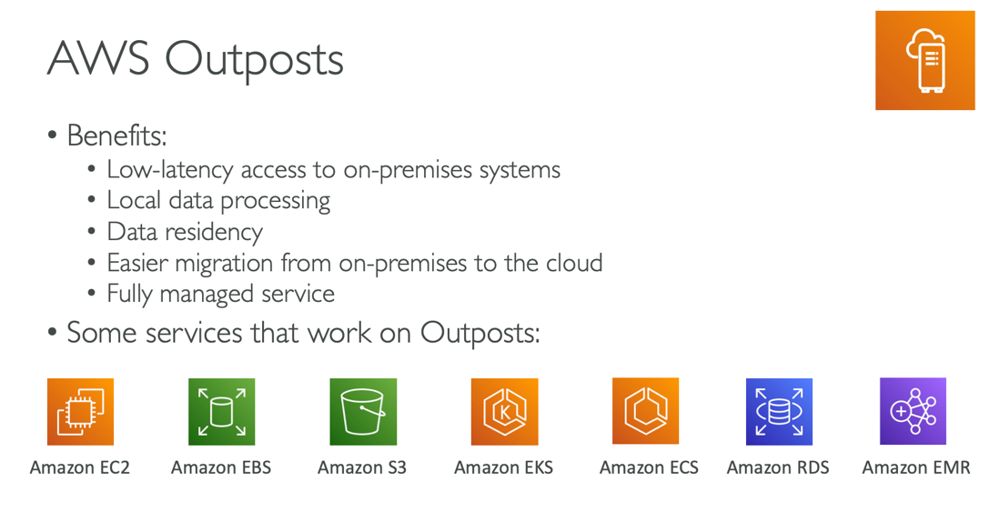 AWS Outposts
• Benefits:
• Low-latency access to on-premises systems
• Local data processing
• Data residency
• Easier migration from on-premises to the cloud
• Fully managed service
• Some services that work on Outposts:
K
Amazon EC2 Amazon EBS Amazon S3 Amazon EKS Amazon ECS Amazon RDS Amazon EMR